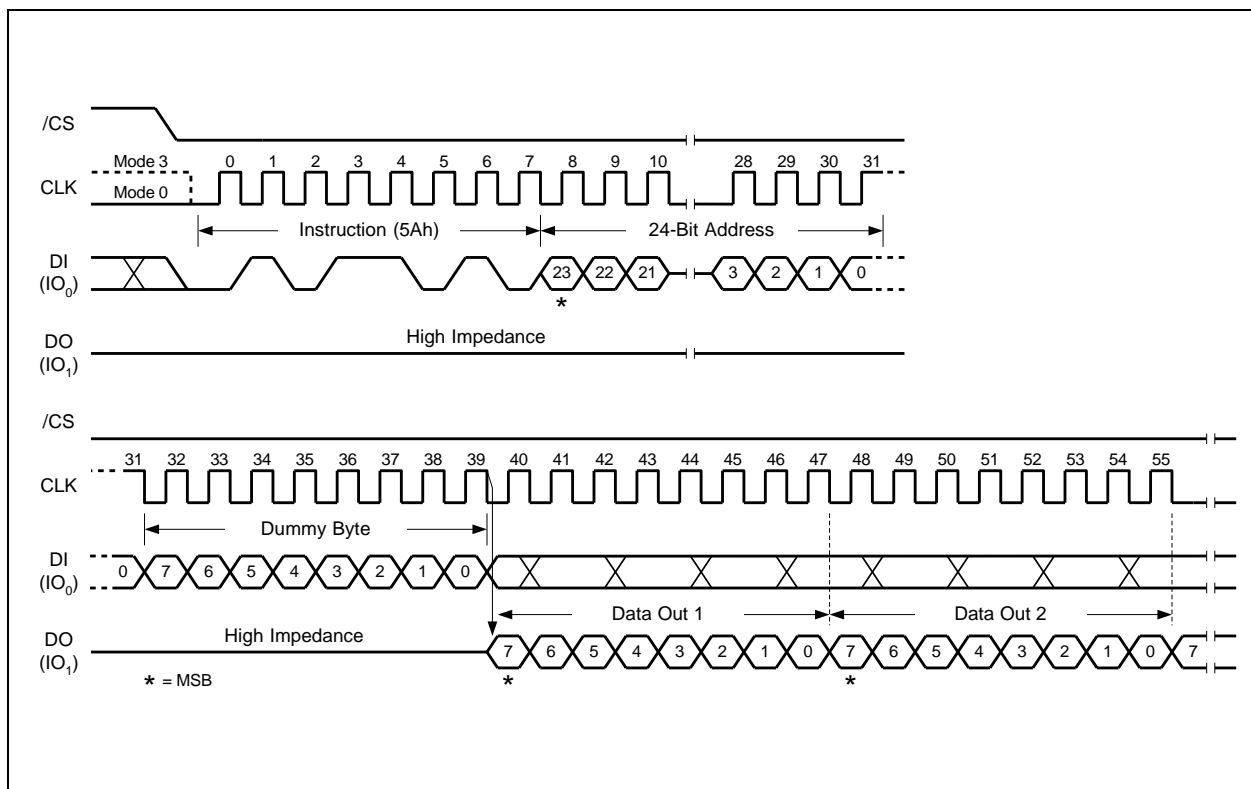 /CS
Mode 3 0 1 2 3 4 5 6 7 8 9 10 28 29 30 31
CLK
Mode 0
Instruction (5Ah) 24-Bit Address
DI
(IO0) 23 22 21 3 2 1 0
*
High Impedance
DO
(IO1)
/CS
31 32 33 34 35 36 37 38 39 40 41 42 43 44 45 46 47 48 49 50 51 52 53 54 55
CLK
Dummy Byte
DI
(IO0) 0 7 6 5 4 3 2 1 0
Data Out 1 Data Out 2
High Impedance
DO
(IO1) 7 6 5 4 3 2 1 0 7 6 5 4 3 2 1 0 7
* = MSB * *